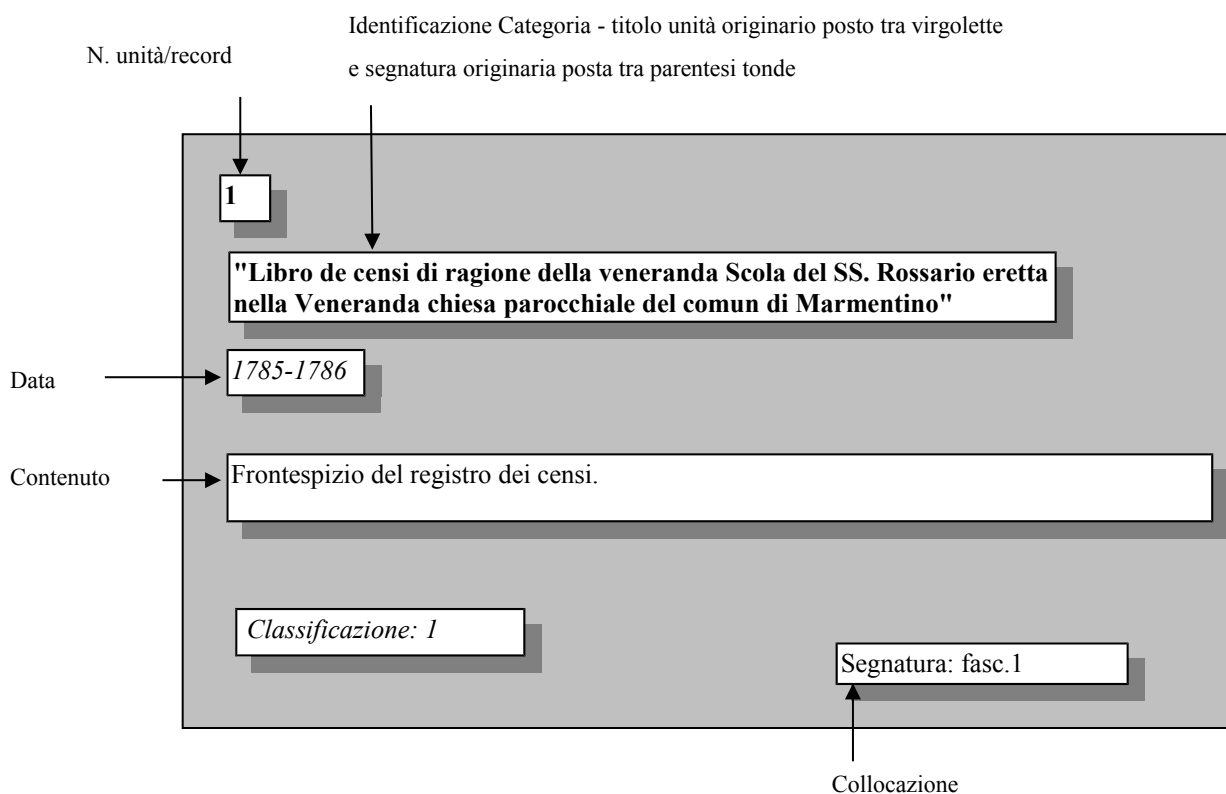 Identificazione Categoria - titolo unità originario posto tra virgolette
e segnatura originaria posta tra parentesi tonde
N. unità/record
1
"Libro de censi di ragione della veneranda Scola del SS. Rossario eretta
nella Veneranda chiesa parocchiale del comun di Marmentino"
Data
1785-1786
Contenuto
Frontespizio del registro dei censi.
Classificazione: 1
Segnatura: fasc.1
Collocazione